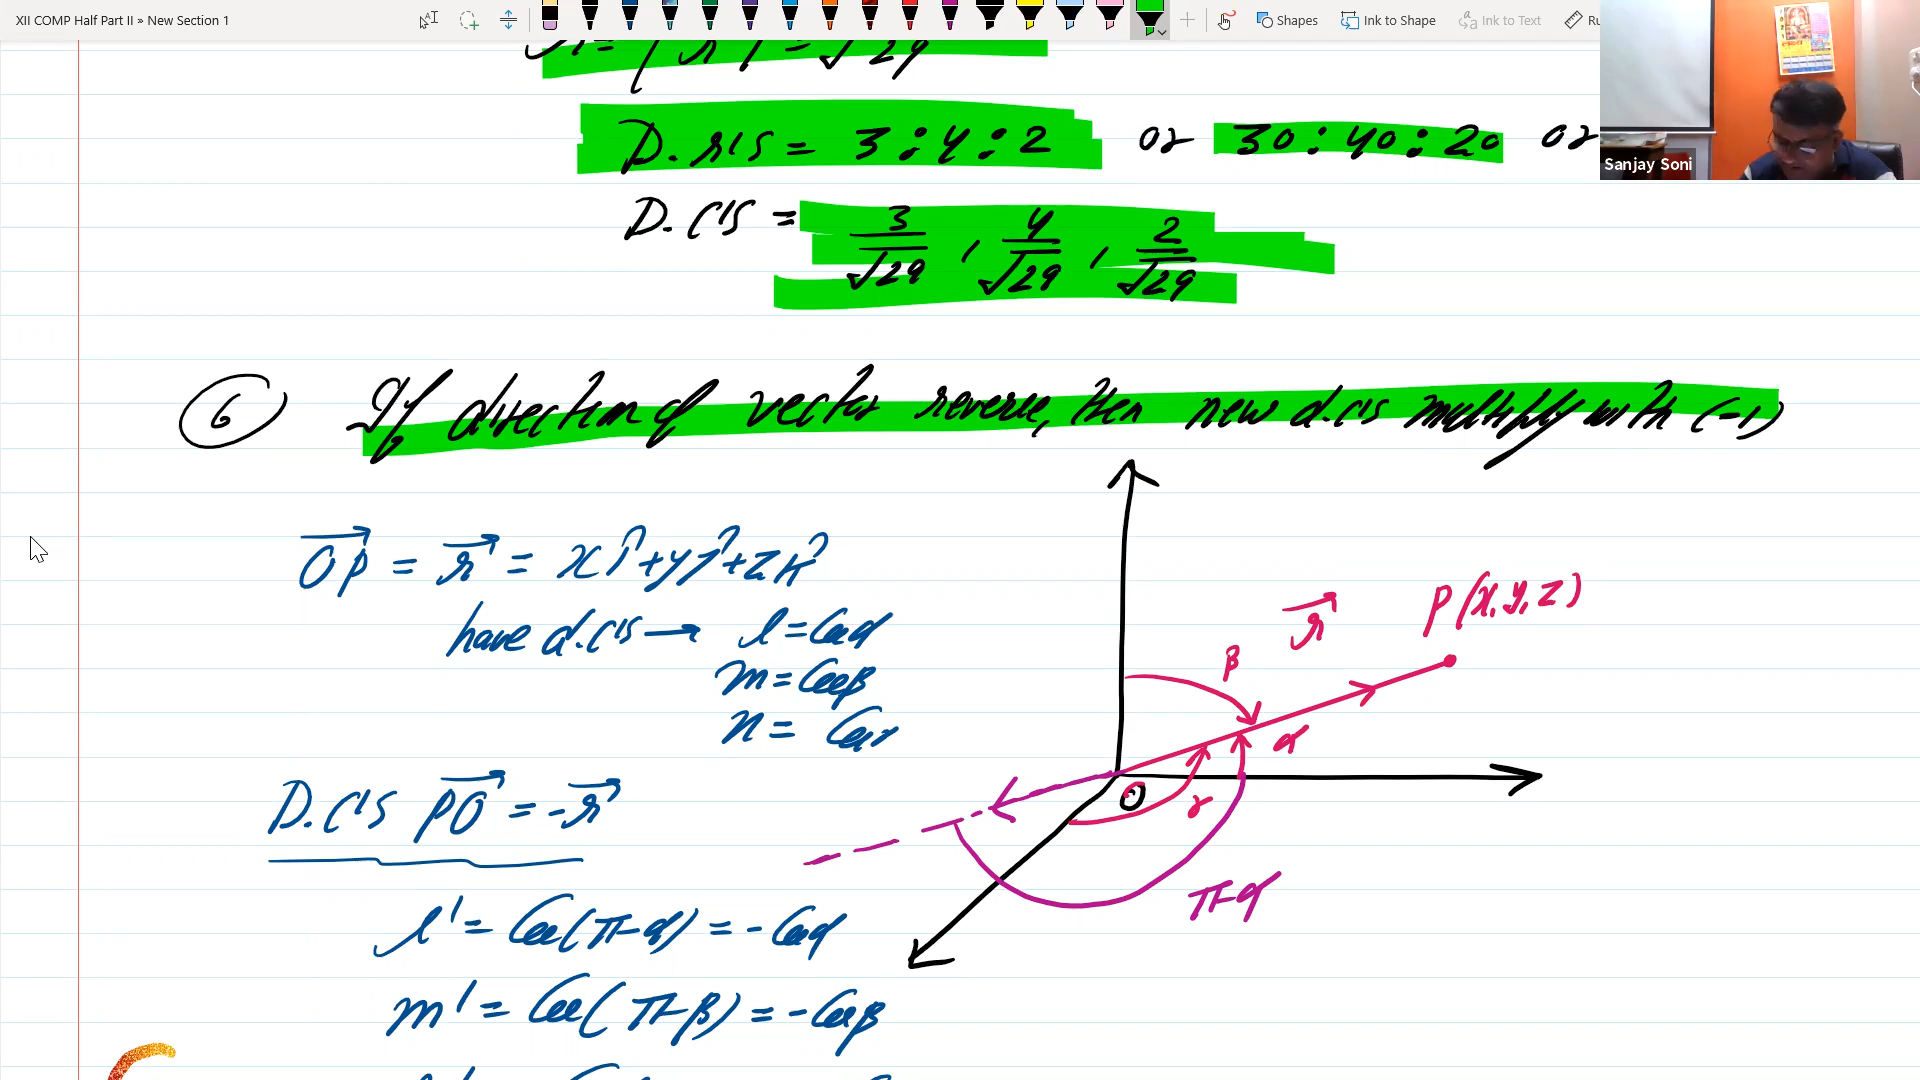 XII COMP Half Part II » New Section 1
Shapes Ink to Shape Ink to Text Ru
r = | r | = √29
D.r's = 3:4:2 or 30:40:20 or
Sanjay Soni
D.C's = 3/√29 , 4/√29 , 2/√29
6 If direction of vector reverse, then new d.c's multiply with (-1)
OP = r = xî+yĵ+zk̂
have d.c's → l = Cosα
m = Cosβ
n = Cosγ
r P(x,y,z)
β
α
O γ
D.C'S PO = -r
π-α
l' = Cos(π-α) = -Cosα
m' = Cos(π-β) = -Cosβ